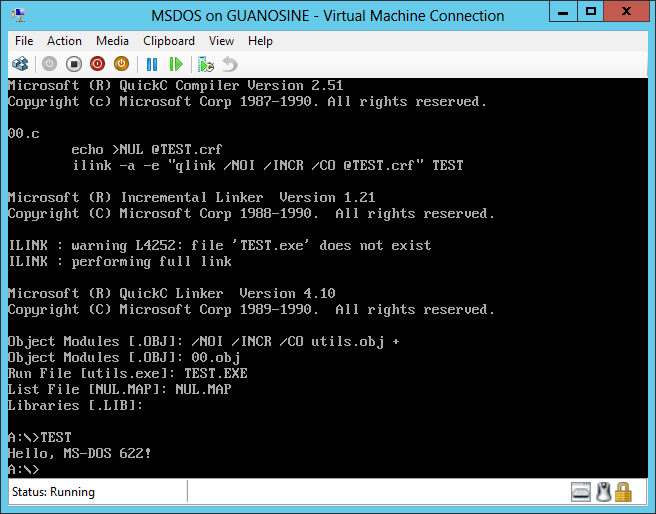 MSDOS on GUANOSINE - Virtual Machine Connection
File Action Media Clipboard View Help
Microsoft (R) QuickC Compiler Version 2.51
Copyright (c) Microsoft Corp 1987-1990. All rights reserved.
00.c
echo >NUL @TEST.crf
ilink -a -e "qlink /NOI /INCR /CO @TEST.crf" TEST
Microsoft (R) Incremental Linker  Version 1.21
Copyright (C) Microsoft Corp 1988-1990.  All rights reserved.
ILINK : warning L4252: file 'TEST.exe' does not exist
ILINK : performing full link
Microsoft (R) QuickC Linker  Version 4.10
Copyright (C) Microsoft Corp 1989-1990.  All rights reserved.
Object Modules [.OBJ]: /NOI /INCR /CO utils.obj +
Object Modules [.OBJ]: 00.obj
Run File [utils.exe]: TEST.EXE
List File [NUL.MAP]: NUL.MAP
Libraries [.LIB]:
A:\>TEST
Hello, MS-DOS 622!
A:\>
Status: Running